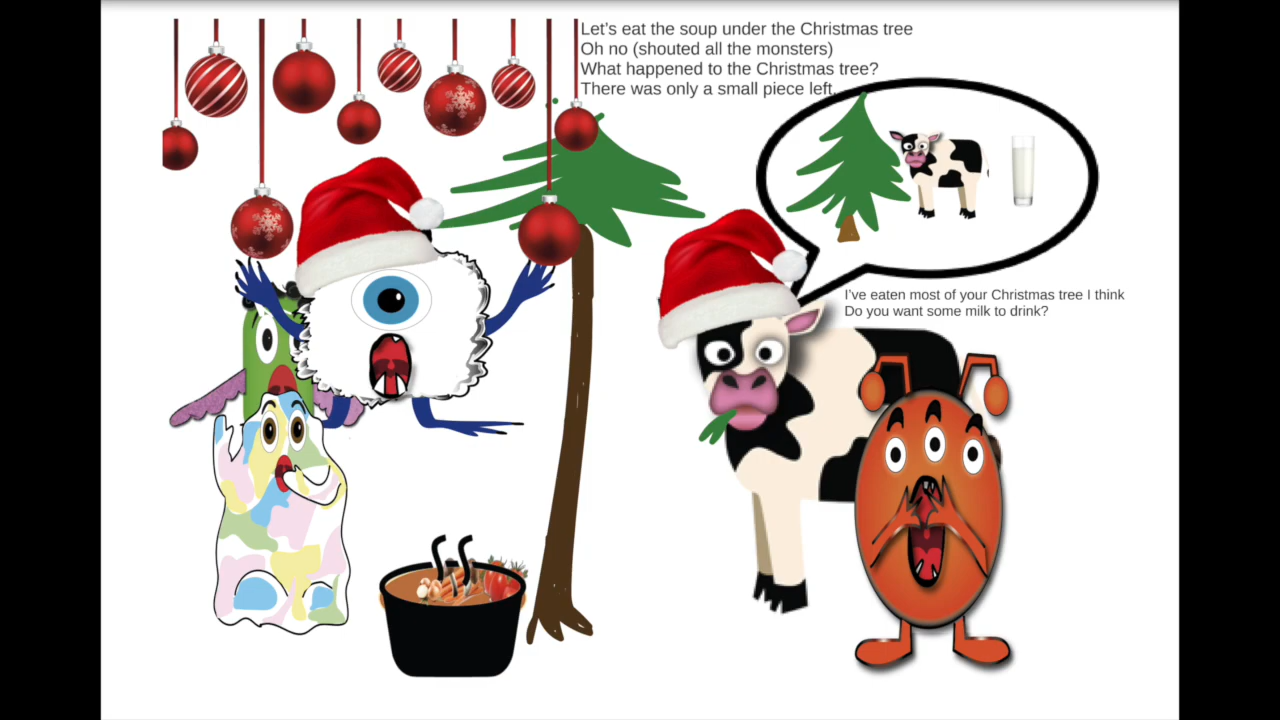 Let's eat the soup under the Christmas tree
Oh no (shouted all the monsters)
What happened to the Christmas tree?
There was only a small piece left.
I've eaten most of your Christmas tree I think
Do you want some milk to drink?